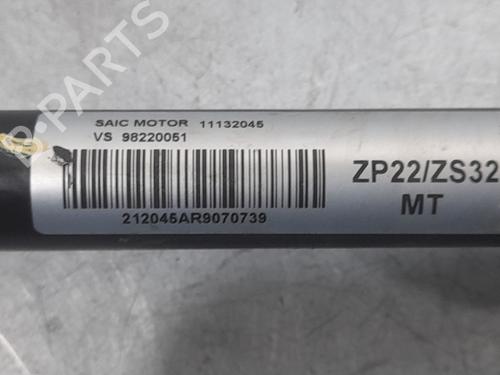 SAIC MOTOR 11132045
VS 98220051
212045AR9070739
ZP22/ZS32
MT
B-PARTS